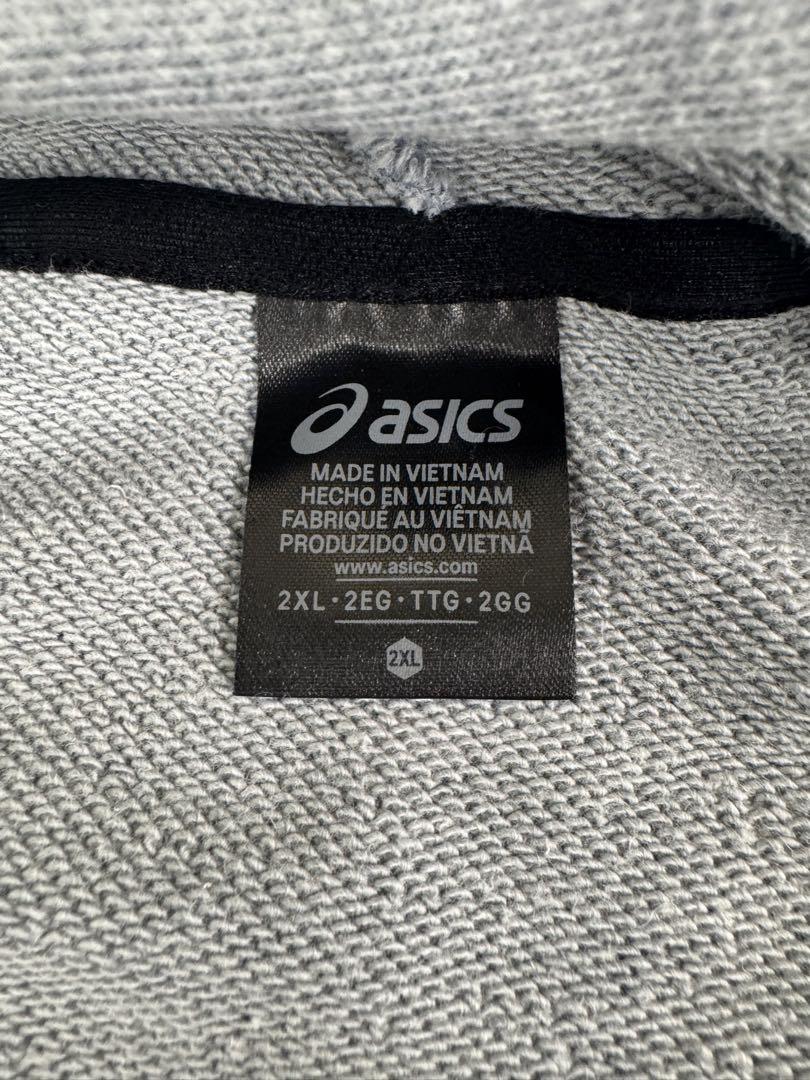 asics
MADE IN VIETNAM
HECHO EN VIETNAM
FABRIQUÉ AU VIÊTNAM
PRODUZIDO NO VIETNÃ
www.asics.com
2XL·2EG·TTG·2GG
2XL